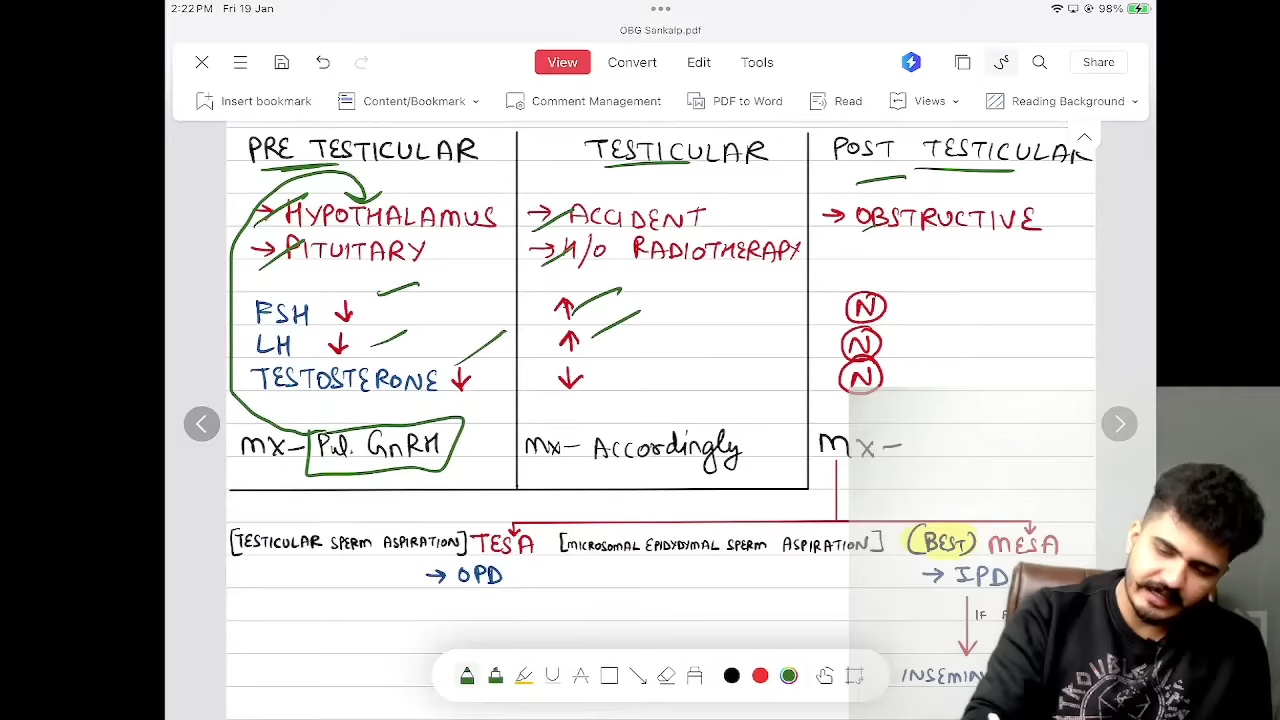 2:22 PM Fri 19 Jan
98%
OBG Sankalp.pdf
View Convert Edit Tools Share
Insert bookmark Content/Bookmark Comment Management PDF to Word Read Views Reading Background
PRE TESTICULAR TESTICULAR POST TESTICULAR
→ HYPOTHALAMUS → ACCIDENT → OBSTRUCTIVE
→ PITUITARY → H/O RADIOTHERAPY
FSH ↓ ↑ N
LH ↓ ↑ N
TESTOSTERONE ↓ ↓ N
Mx- Pul. GnRH Mx- Accordingly Mx-
[TESTICULAR SPERM ASPIRATION] TESA [MICROSOMAL EPIDYDYMAL SPERM ASPIRATION] (BEST) MESA
→ OPD → IPD
IF
INSEMIN